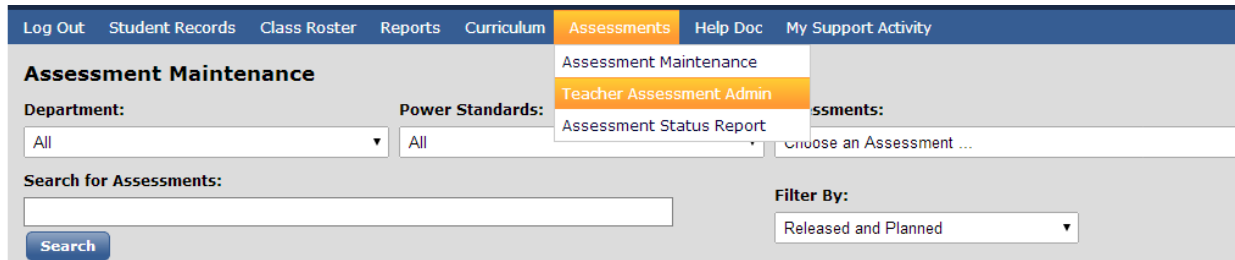 Log Out Student Records Class Roster Reports Curriculum Assessments Help Doc My Support Activity
Assessment Maintenance
Assessment Maintenance
Teacher Assessment Admin
Assessment Status Report
Department: Power Standards: ssments:
All All Choose an Assessment ...
Search for Assessments:
Filter By:
Released and Planned
Search